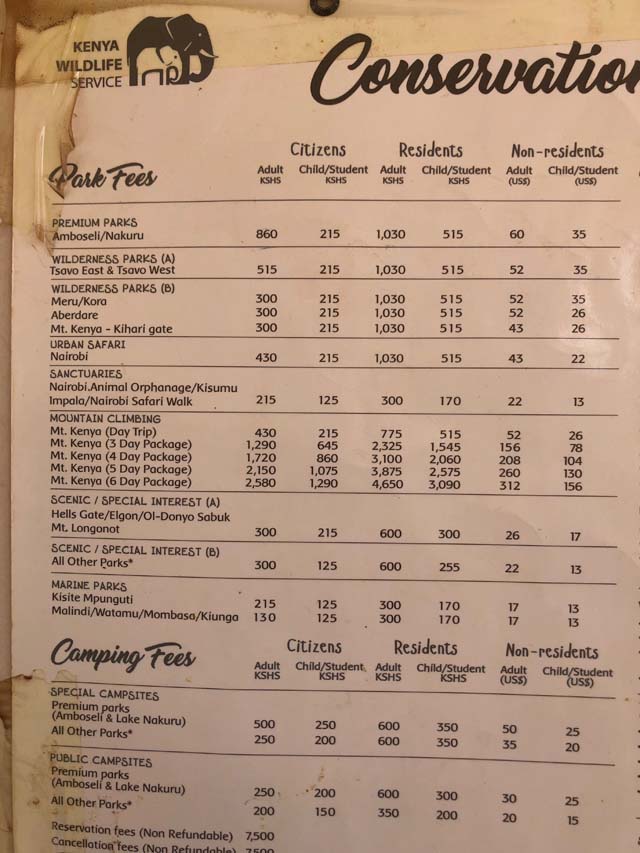 KENYA
WILDLIFE
SERVICE
Conservation
Citizens Residents Non-residents
Park Fees Adult KSHS Child/Student KSHS Adult KSHS Child/Student KSHS Adult (US$) Child/Student (US$)
PREMIUM PARKS
Amboseli/Nakuru 860 215 1,030 515 60 35
WILDERNESS PARKS (A)
Tsavo East & Tsavo West 515 215 1,030 515 52 35
WILDERNESS PARKS (B)
Meru/Kora 300 215 1,030 515 52 35
Aberdare 300 215 1,030 515 52 26
Mt. Kenya - Kihari gate 300 215 1,030 515 43 26
URBAN SAFARI
Nairobi 430 215 1,030 515 43 22
SANCTUARIES
Nairobi.Animal Orphanage/Kisumu
Impala/Nairobi Safari Walk 215 125 300 170 22 13
MOUNTAIN CLIMBING
Mt. Kenya (Day Trip) 430 215 775 515 52 26
Mt. Kenya (3 Day Package) 1,290 645 2,325 1,545 156 78
Mt. Kenya (4 Day Package) 1,720 860 3,100 2,060 208 104
Mt. Kenya (5 Day Package) 2,150 1,075 3,875 2,575 260 130
Mt. Kenya (6 Day Package) 2,580 1,290 4,650 3,090 312 156
SCENIC / SPECIAL INTEREST (A)
Hells Gate/Elgon/Ol-Donyo Sabuk
Mt. Longonot 300 215 600 300 26 17
SCENIC / SPECIAL INTEREST (B)
All Other Parks* 300 125 600 255 22 13
MARINE PARKS
Kisite Mpunguti 215 125 300 170 17 13
Malindi/Watamu/Mombasa/Kiunga 130 125 300 170 17 13
Citizens Residents Non-residents
Camping Fees Adult KSHS Child/Student KSHS Adult KSHS Child/Student KSHS Adult (US$) Child/Student (US$)
SPECIAL CAMPSITES
Premium parks
(Amboseli & Lake Nakuru) 500 250 600 350 50 25
All Other Parks* 250 200 600 350 35 20
PUBLIC CAMPSITES
Premium parks
(Amboseli & Lake Nakuru) 250 200 600 300 30 25
All Other Parks* 200 150 350 200 20 15
Reservation fees (Non Refundable) 7,500
Cancellation fees (Non Refundable) 7,500